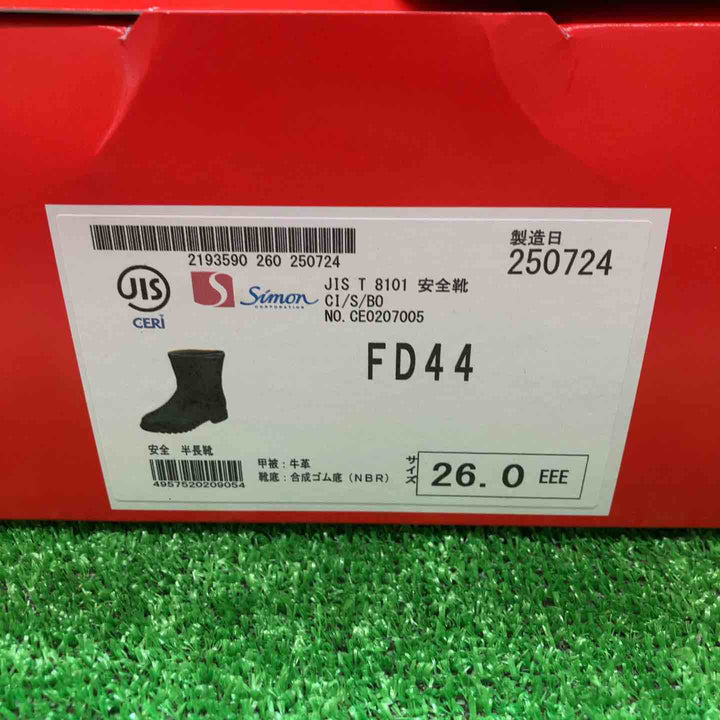 2193590 260 250724
製造日
250724
JIS
CERI
S
Simon
CORPORATION
JIS T 8101 安全靴
CI/S/BO
NO.CE0207005
FD44
安全 半長靴
4957520209054
甲被:牛革
靴底:合成ゴム底(NBR)
サイズ
26.0 EEE